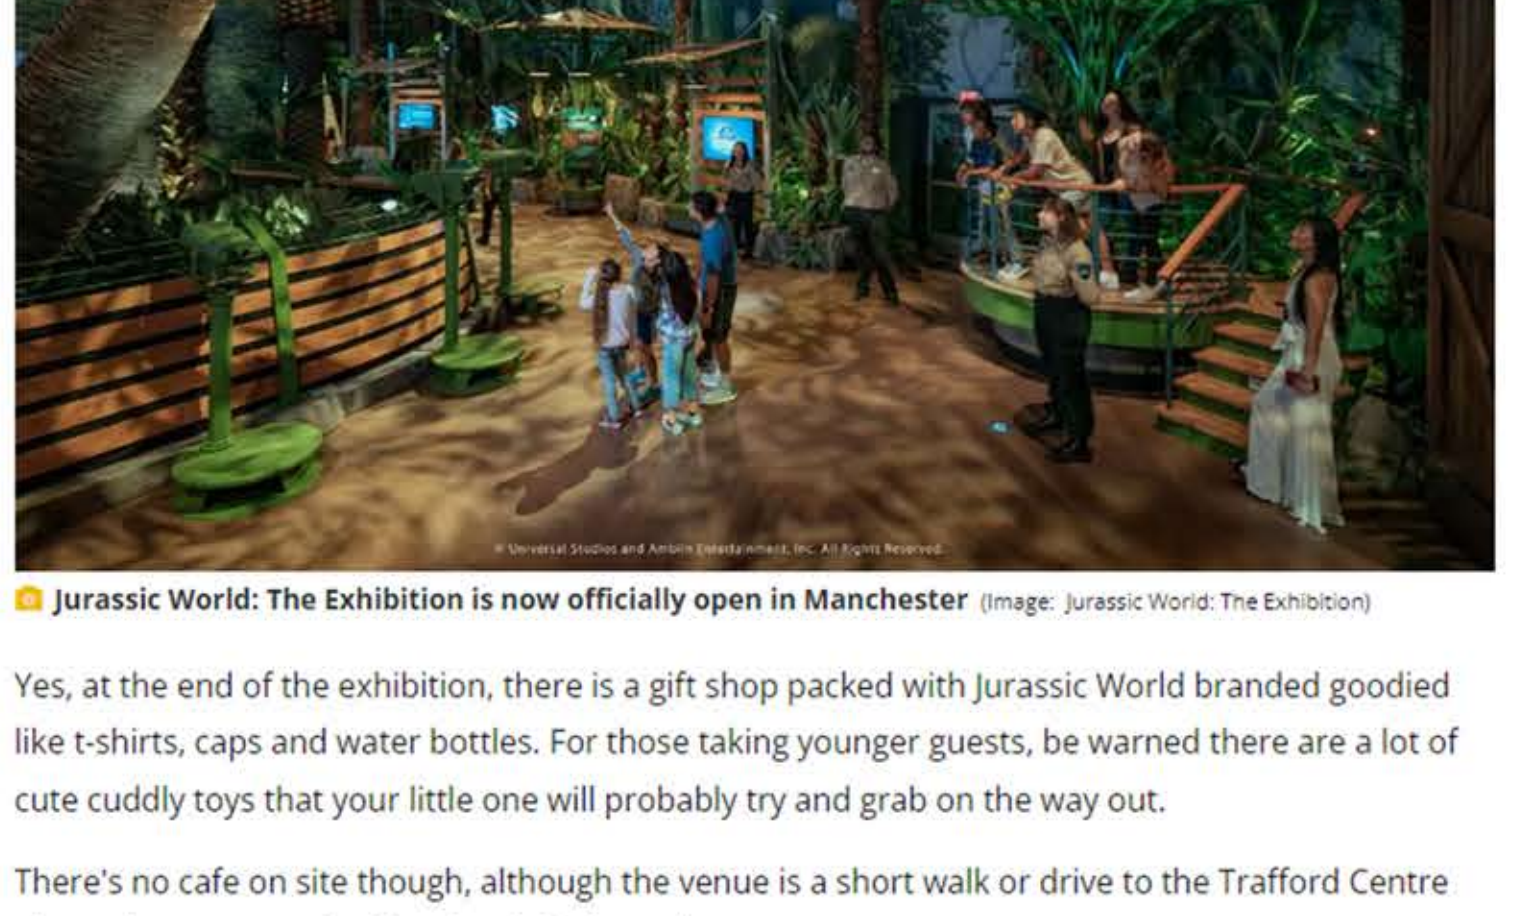 © Universal Studios and Amblin Entertainment, Inc. All Rights Reserved.
Jurassic World: The Exhibition is now officially open in Manchester (Image: Jurassic World: The Exhibition)
Yes, at the end of the exhibition, there is a gift shop packed with Jurassic World branded goodied
like t-shirts, caps and water bottles. For those taking younger guests, be warned there are a lot of
cute cuddly toys that your little one will probably try and grab on the way out.
There's no cafe on site though, although the venue is a short walk or drive to the Trafford Centre